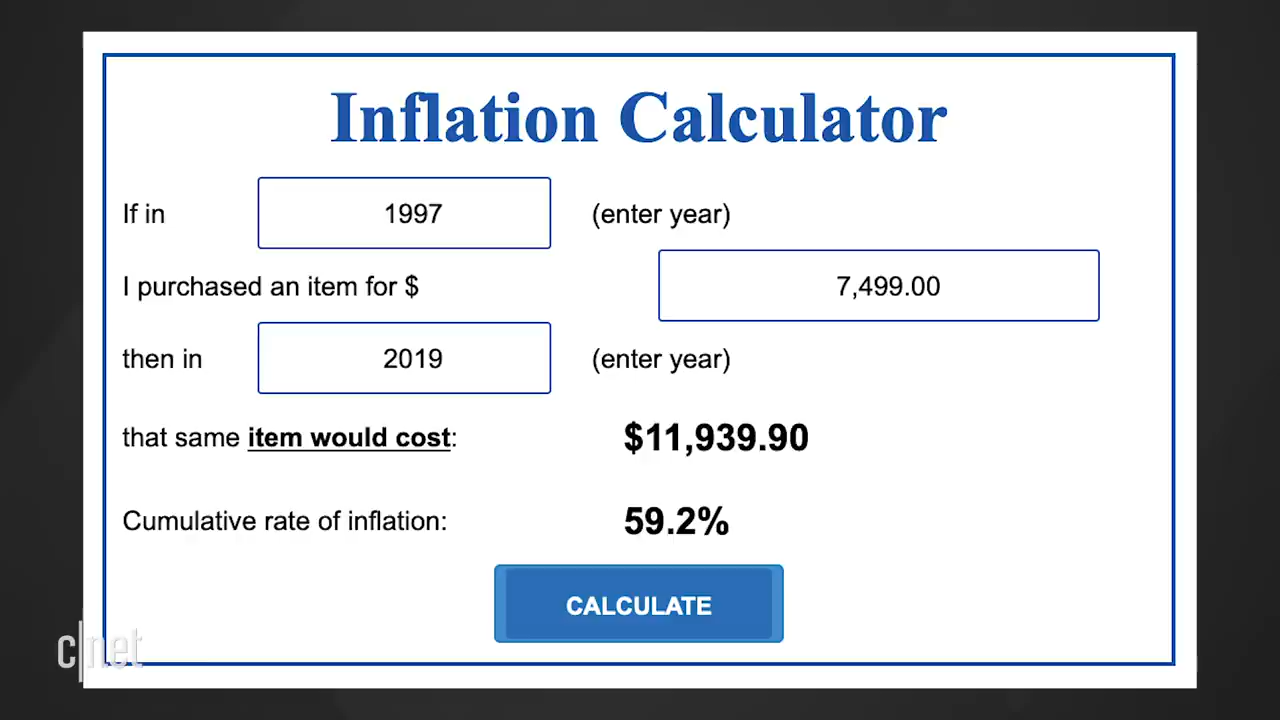 Inflation Calculator
If in 1997 (enter year)
I purchased an item for $ 7,499.00
then in 2019 (enter year)
that same item would cost: $11,939.90
Cumulative rate of inflation: 59.2%
CALCULATE
c|net